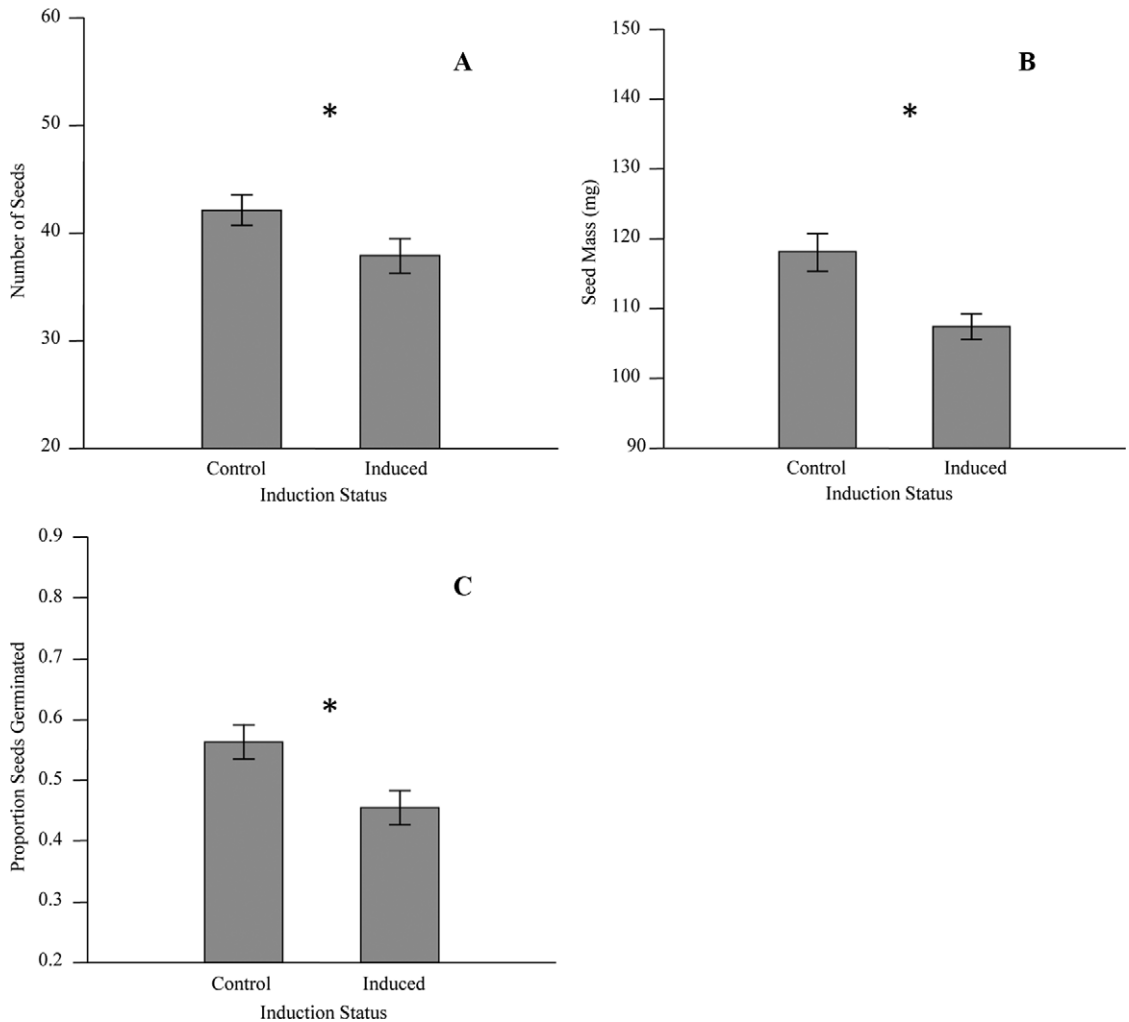 A
*
Number of Seeds
60
50
40
30
20
Control Induced
Induction Status
B
*
Seed Mass (mg)
150
140
130
120
110
100
90
Control Induced
Induction Status
C
*
Proportion Seeds Germinated
0.9
0.8
0.7
0.6
0.5
0.4
0.3
0.2
Control Induced
Induction Status